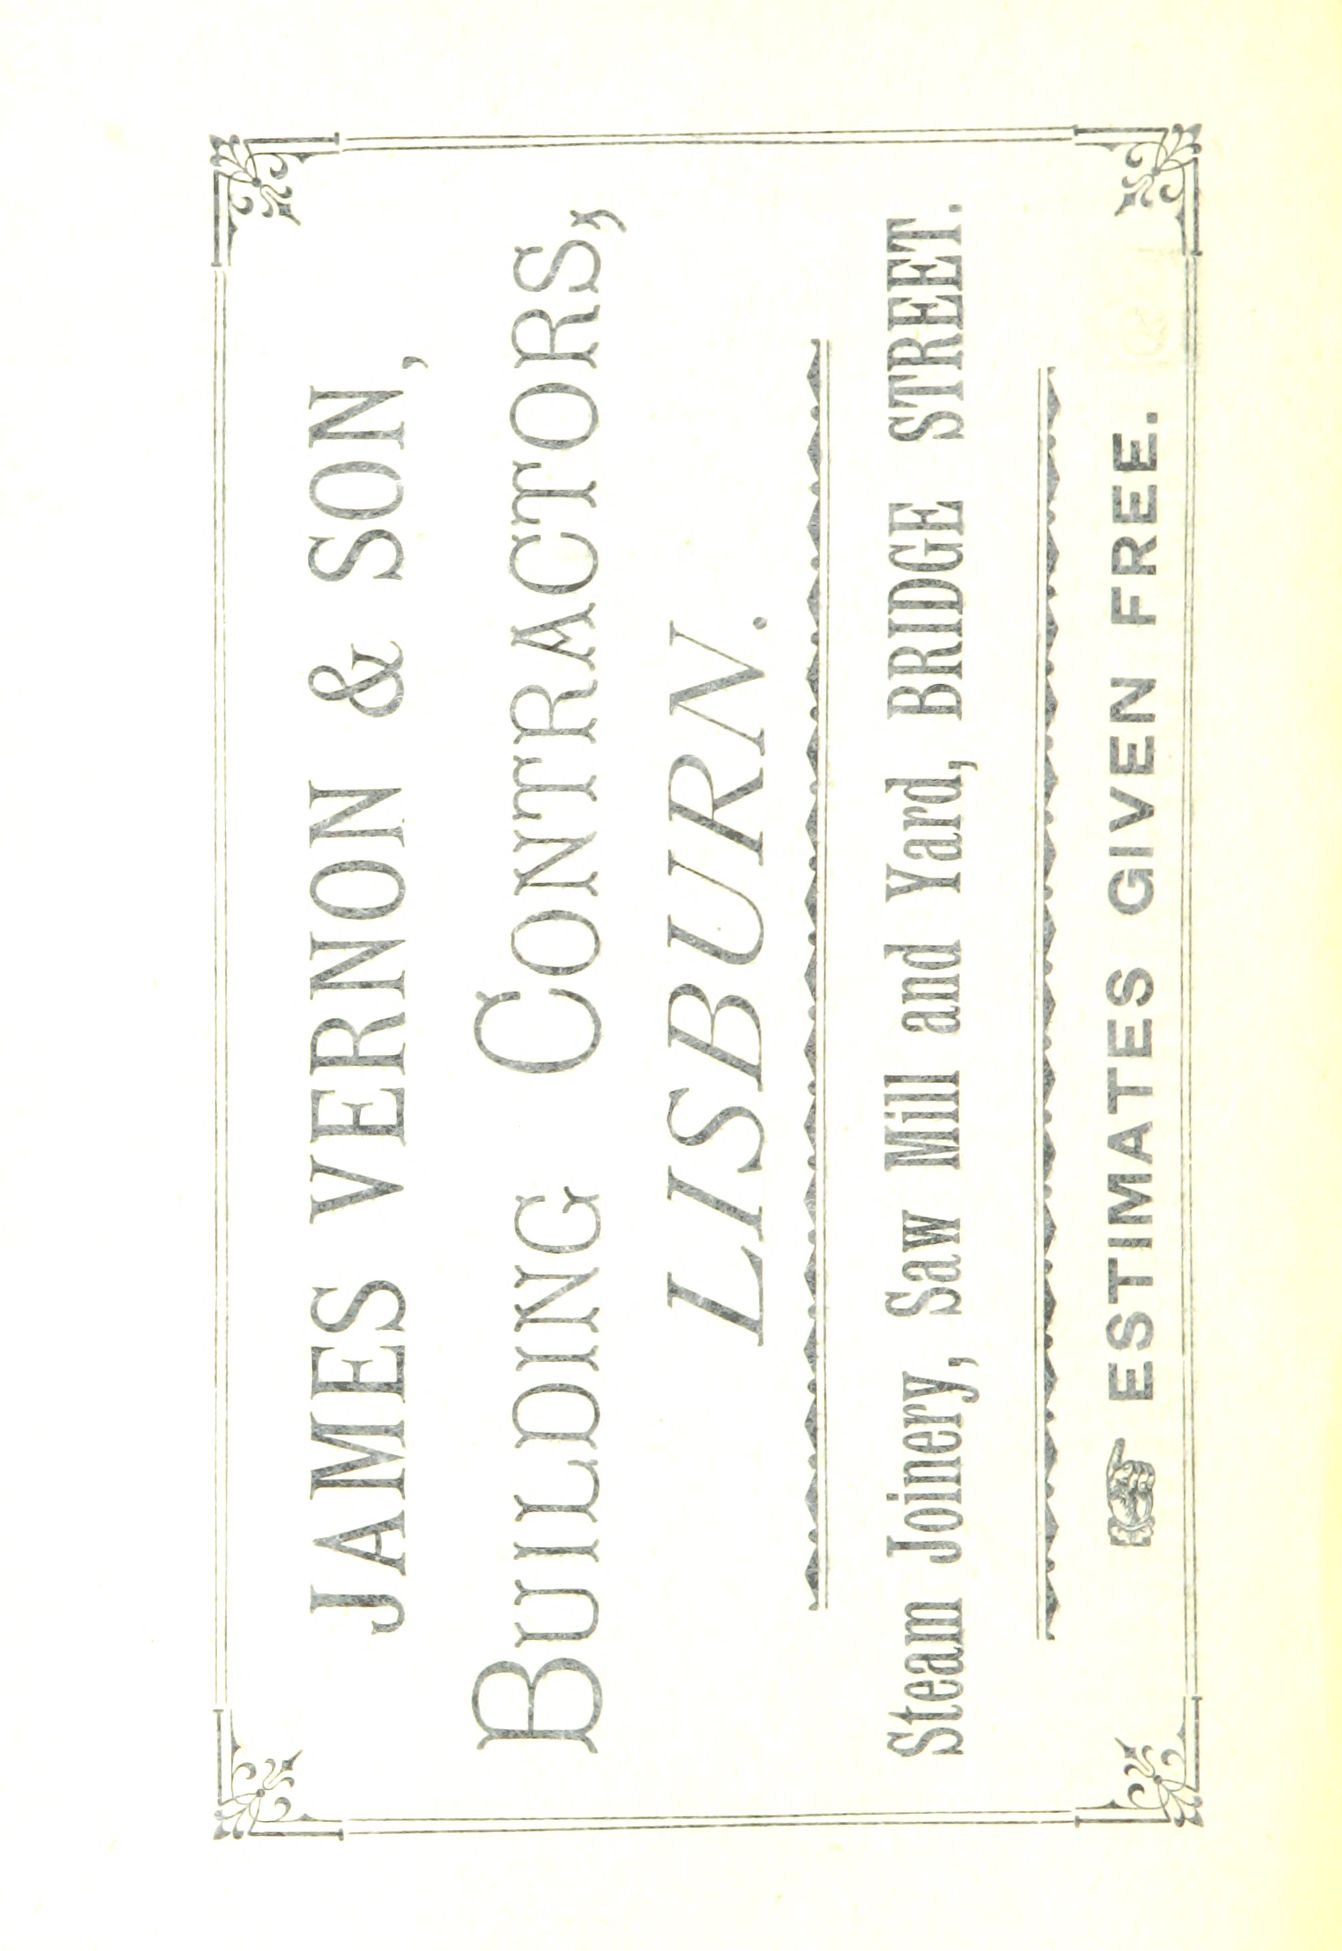 JAMES VERNON & SON,
BUILDING CONTRACTORS,
LISBURN.
Steam Joinery, Saw Mill and Yard, BRIDGE STREET.
☞ ESTIMATES GIVEN FREE.